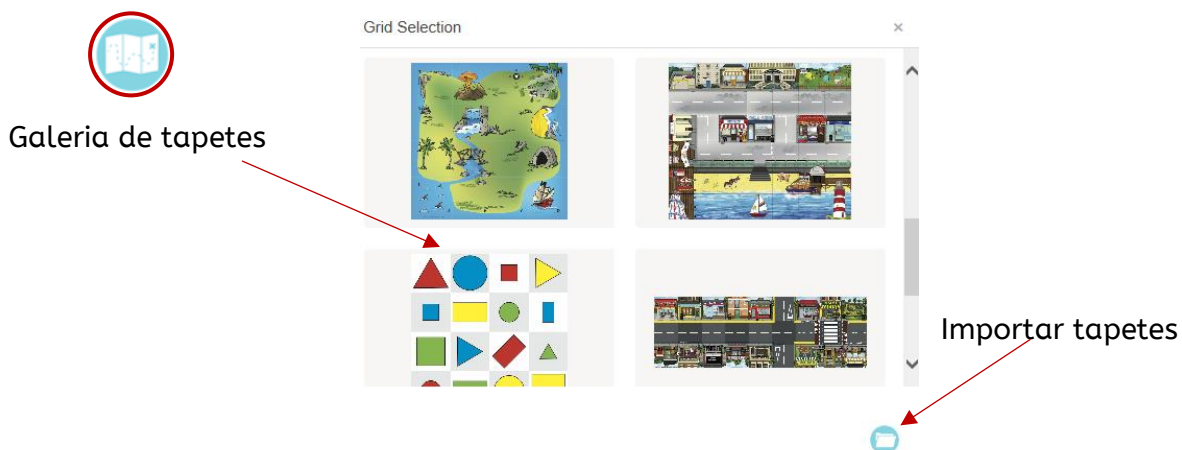 Grid Selection
×
Galeria de tapetes
Importar tapetes